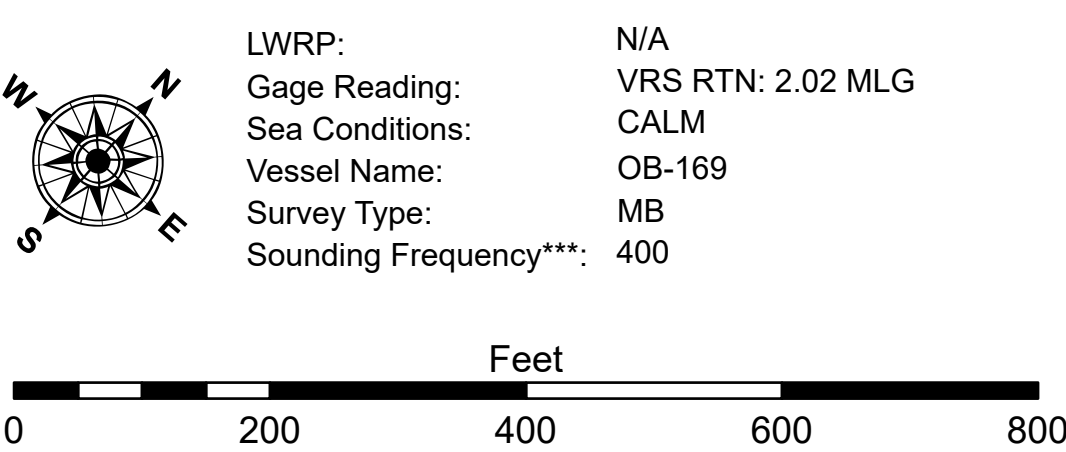 W
N
S
E
LWRP: N/A
Gage Reading: VRS RTN: 2.02 MLG
Sea Conditions: CALM
Vessel Name: OB-169
Survey Type: MB
Sounding Frequency***: 400
Feet
0 200 400 600 800